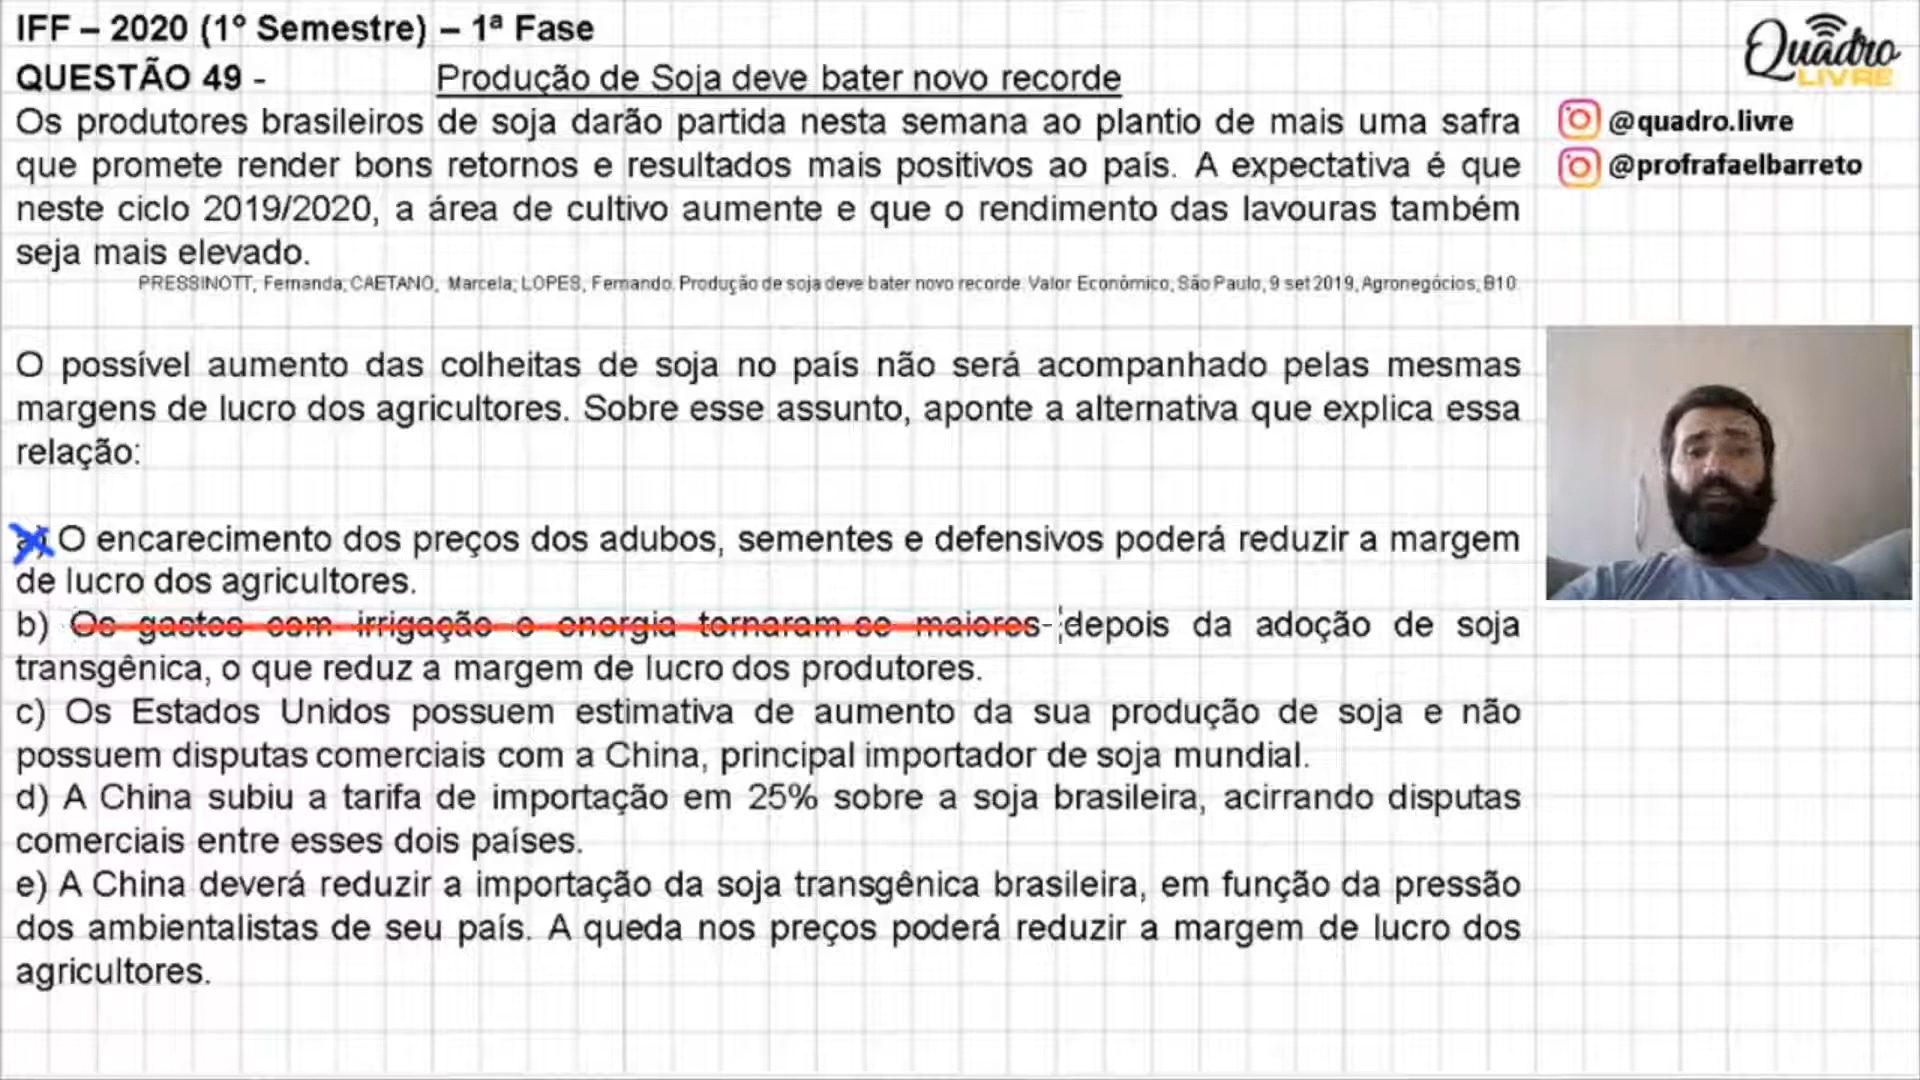 IFF – 2020 (1º Semestre) – 1ª Fase
QUESTÃO 49 - Produção de Soja deve bater novo recorde
Os produtores brasileiros de soja darão partida nesta semana ao plantio de mais uma safra
que promete render bons retornos e resultados mais positivos ao país. A expectativa é que
neste ciclo 2019/2020, a área de cultivo aumente e que o rendimento das lavouras também
seja mais elevado.
PRESSINOTT, Fernanda; CAETANO, Marcela; LOPES, Fernando. Produção de soja deve bater novo recorde. Valor Econômico, São Paulo, 9 set 2019, Agronegócios, B10.
O possível aumento das colheitas de soja no país não será acompanhado pelas mesmas
margens de lucro dos agricultores. Sobre esse assunto, aponte a alternativa que explica essa
relação:
a) O encarecimento dos preços dos adubos, sementes e defensivos poderá reduzir a margem
de lucro dos agricultores.
b) Os gastos com irrigação e energia tornaram-se maiores depois da adoção de soja
transgênica, o que reduz a margem de lucro dos produtores.
c) Os Estados Unidos possuem estimativa de aumento da sua produção de soja e não
possuem disputas comerciais com a China, principal importador de soja mundial.
d) A China subiu a tarifa de importação em 25% sobre a soja brasileira, acirrando disputas
comerciais entre esses dois países.
e) A China deverá reduzir a importação da soja transgênica brasileira, em função da pressão
dos ambientalistas de seu país. A queda nos preços poderá reduzir a margem de lucro dos
agricultores.
Quadro
LIVRE
@quadro.livre
@profrafaelbarreto